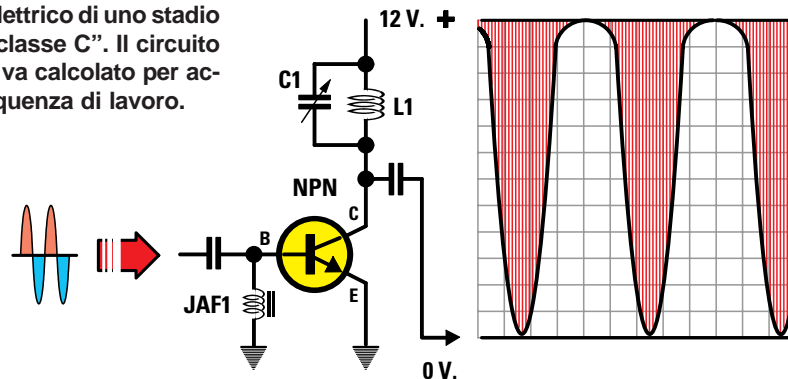 lettrico di uno stadio
classe C”. Il circuito
va calcolato per ac-
quenza di lavoro.
12 V. +
C1
L1
NPN
C
B
E
JAF1
0 V.